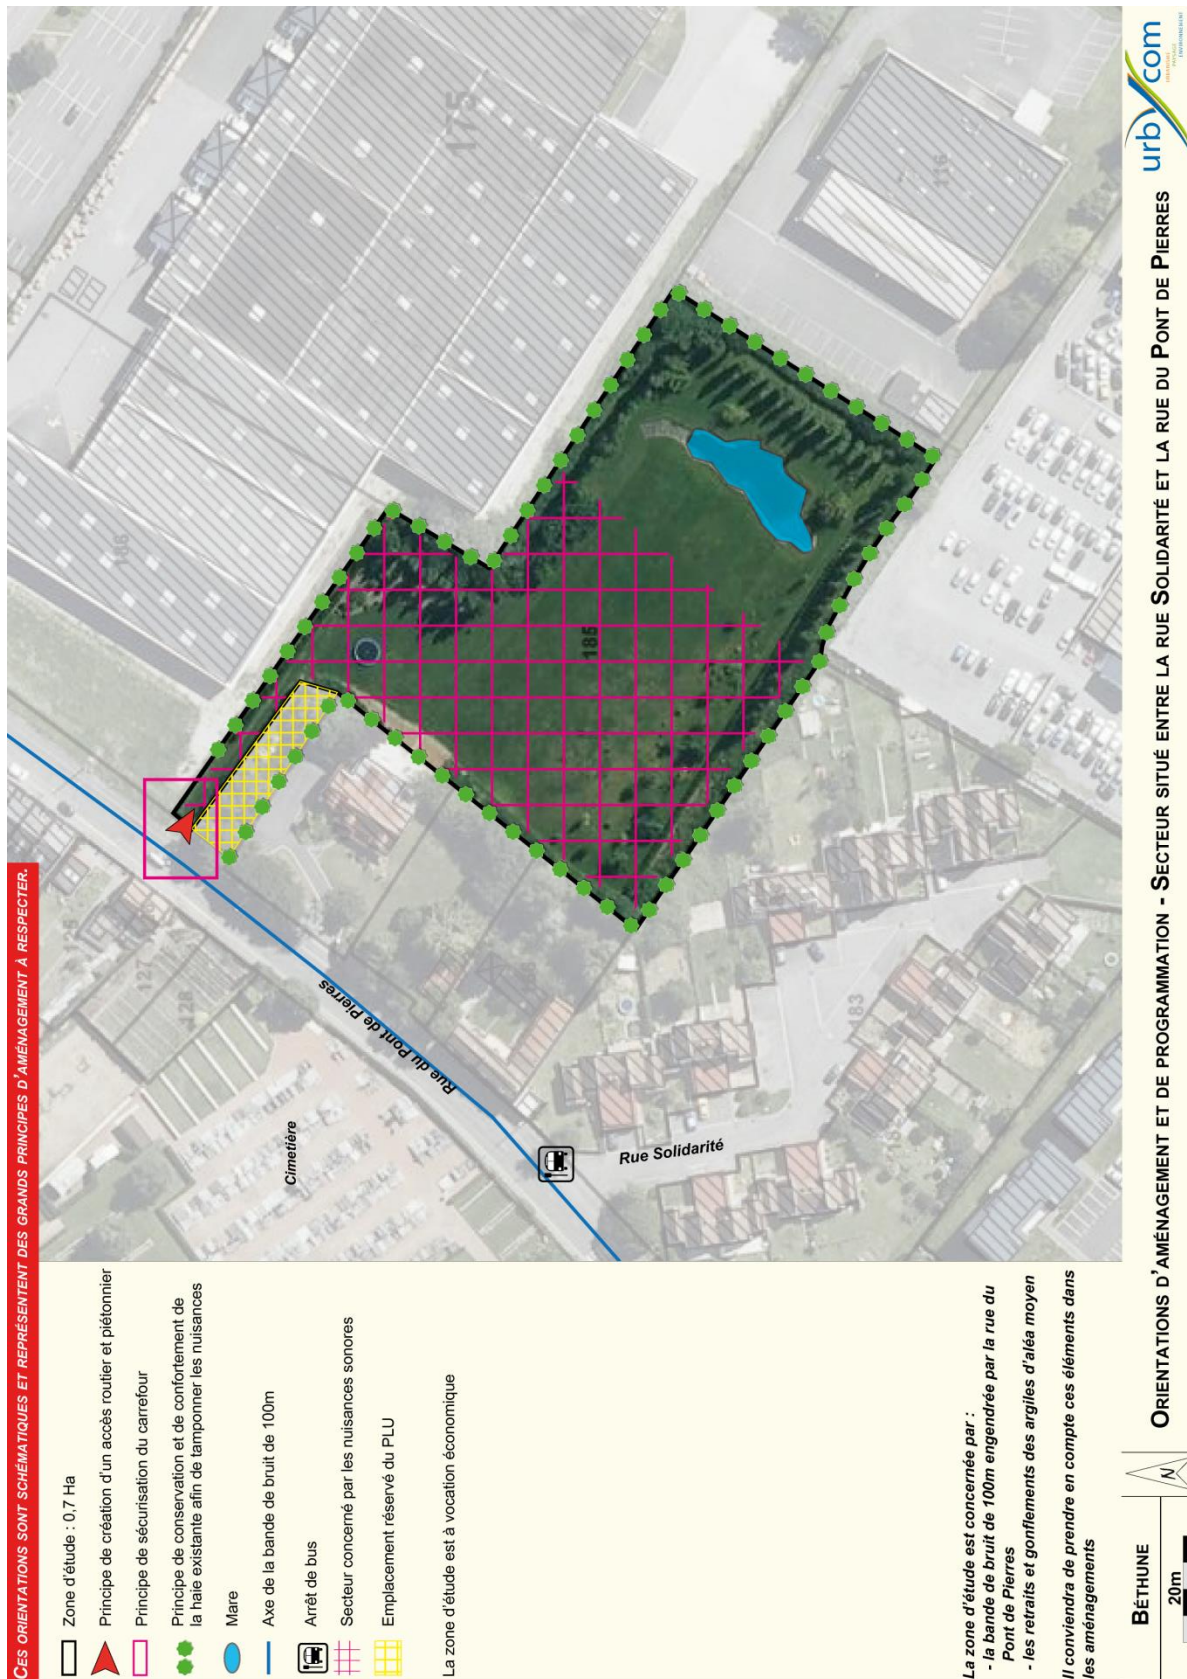 CES ORIENTATIONS SONT SCHÉMATIQUES ET REPRÉSENTENT DES GRANDS PRINCIPES D'AMÉNAGEMENT À RESPECTER.
Zone d'étude : 0,7 Ha
Principe de création d'un accès routier et piétonnier
Principe de sécurisation du carrefour
Principe de conservation et de confortement de
la haie existante afin de tamponner les nuisances
Mare
Axe de la bande de bruit de 100m
Arrêt de bus
Secteur concerné par les nuisances sonores
Emplacement réservé du PLU
La zone d'étude est à vocation économique
La zone d'étude est concernée par :
- la bande de bruit de 100m engendrée par la rue du
Pont de Pierres
- les retraits et gonflements des argiles d'aléa moyen
Il conviendra de prendre en compte ces éléments dans
les aménagements
Cimetière
Rue du Pont de Pierres
Rue Solidarité
127
185
183
116
BÉTHUNE
20m
N
ORIENTATIONS D'AMÉNAGEMENT ET DE PROGRAMMATION - SECTEUR SITUÉ ENTRE LA RUE SOLIDARITÉ ET LA RUE DU PONT DE PIERRES
urbycom
URBANISME
PAYSAGE
ENVIRONNEMENT